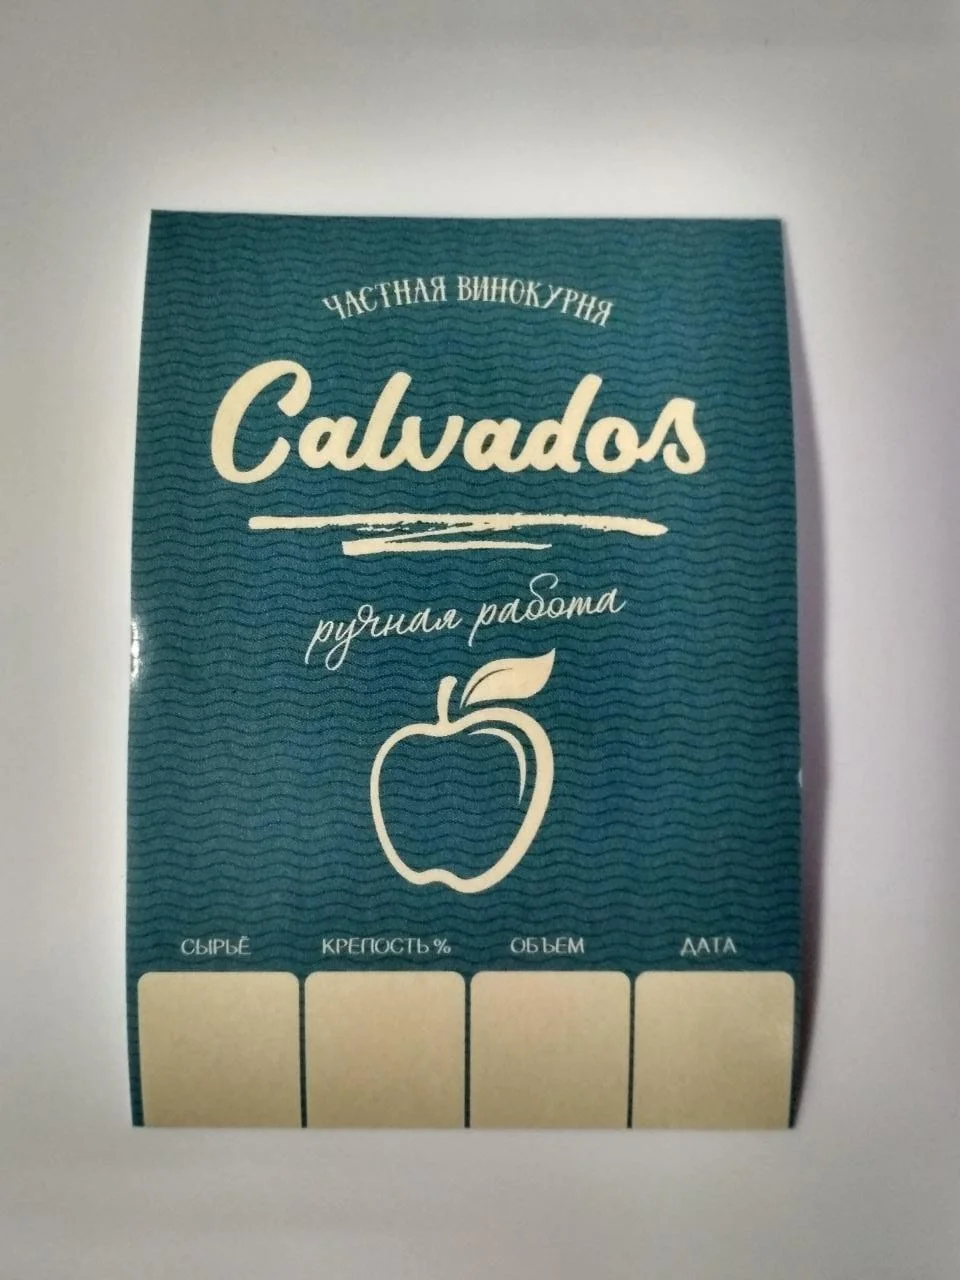 ЧАСТНАЯ ВИНОКУРНЯ
Calvados
ручная работа
СЫРЬЁ КРЕПОСТЬ % ОБЪЕМ ДАТА